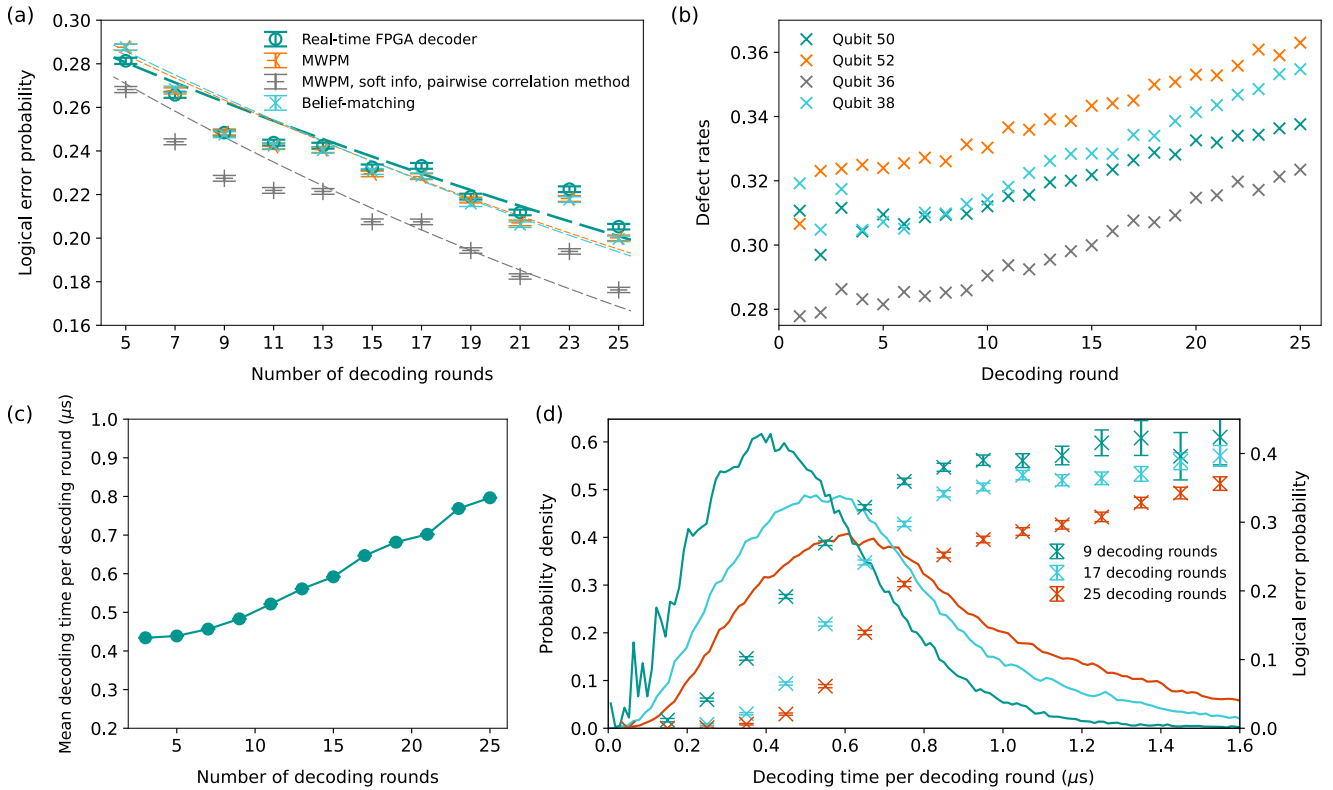 (a)
0.30
0.28
0.26
0.24
0.22
0.20
0.18
0.16
Logical error probability
Real-time FPGA decoder
MWPM
MWPM, soft info, pairwise correlation method
Belief-matching
5 7 9 11 13 15 17 19 21 23 25
Number of decoding rounds
(b)
0.36
0.34
0.32
0.30
0.28
Defect rates
Qubit 50
Qubit 52
Qubit 36
Qubit 38
0 5 10 15 20 25
Decoding round
(c)
1.0
0.9
0.8
0.7
0.6
0.5
0.4
0.3
0.2
Mean decoding time per decoding round (μs)
5 10 15 20 25
Number of decoding rounds
(d)
0.6
0.5
0.4
0.3
0.2
0.1
0.0
Probability density
9 decoding rounds
17 decoding rounds
25 decoding rounds
0.4
0.3
0.2
0.1
0.0
Logical error probability
0.0 0.2 0.4 0.6 0.8 1.0 1.2 1.4 1.6
Decoding time per decoding round (μs)